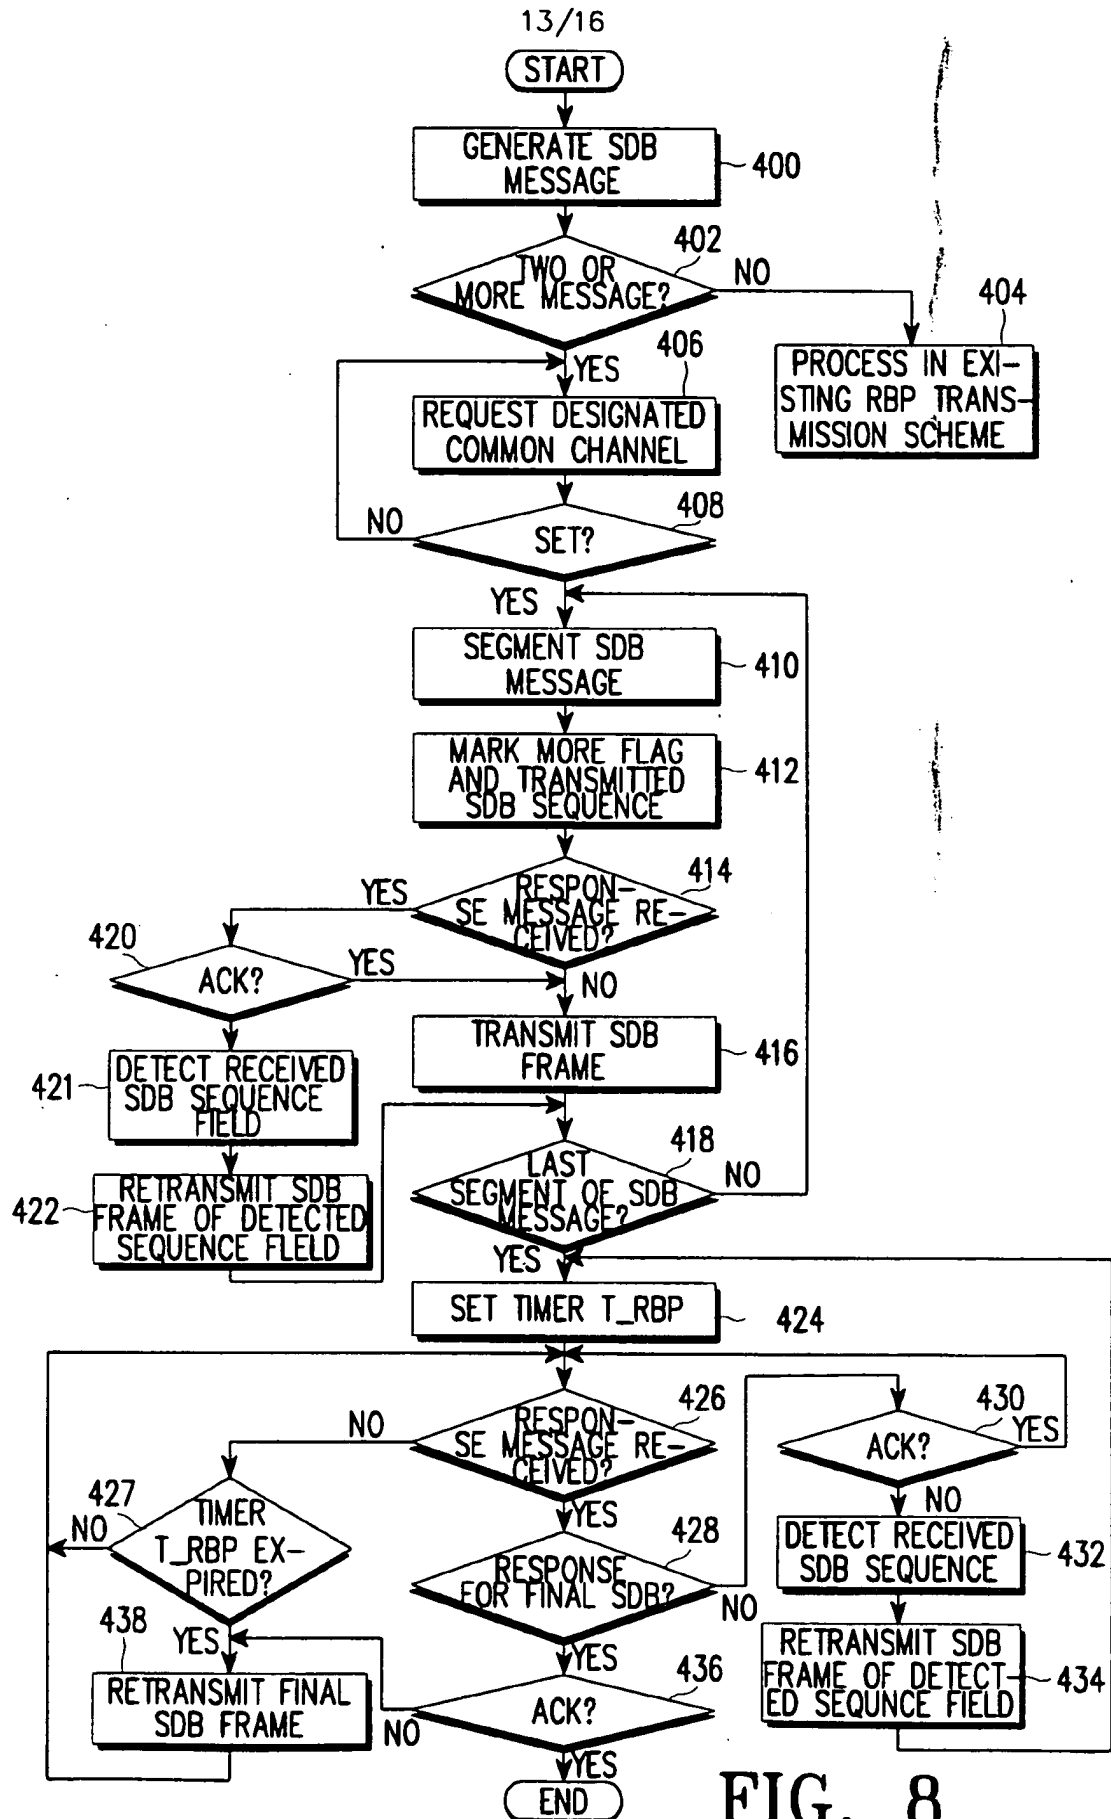 13/16
START
GENERATE SDB
MESSAGE
400
402
TWO OR
MORE MESSAGE?
NO
404
PROCESS IN EXI-
STING RBP TRANS-
MISSION SCHEME
YES
406
REQUEST DESIGNATED
COMMON CHANNEL
408
NO
SET?
YES
SEGMENT SDB
MESSAGE
410
MARK MORE FLAG
AND TRANSMITTED
SDB SEQUENCE
412
414
YES
RESPON-
SE MESSAGE RE-
CEIVED?
420
ACK?
YES
NO
TRANSMIT SDB
FRAME
416
421
DETECT RECEIVED
SDB SEQUENCE
FIELD
418
LAST
SEGMENT OF SDB
MESSAGE?
NO
422
RETRANSMIT SDB
FRAME OF DETECTED
SEQUENCE FLELD
YES
SET TIMER T_RBP
424
426
NO
RESPON-
SE MESSAGE RE-
CEIVED?
430
ACK?
YES
427
TIMER
T_RBP EX-
PIRED?
NO
YES
428
RESPONSE
FOR FINAL SDB?
NO
NO
DETECT RECEIVED
SDB SEQUENCE
432
438
YES
RETRANSMIT FINAL
SDB FRAME
YES
436
ACK?
NO
RETRANSMIT SDB
FRAME OF DETECT
ED SEQUNCE FIELD
434
YES
END
FIG. 8